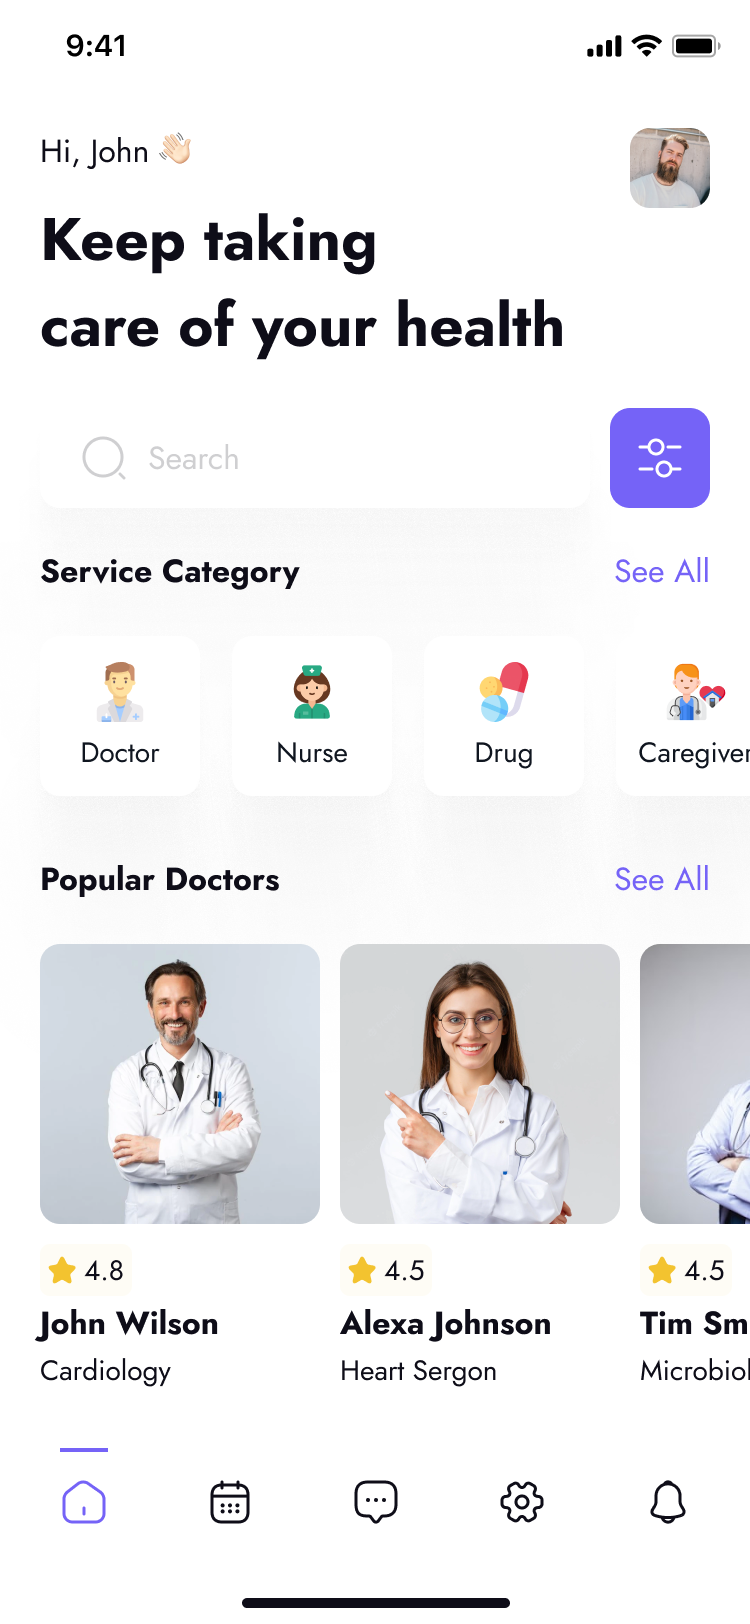 9:41
Hi, John 👋🏻
Keep taking
care of your health
Search
Service Category See All
Doctor Nurse Drug Caregiver
Popular Doctors See All
4.8 4.5 4.5
John Wilson Alexa Johnson Tim Sm
Cardiology Heart Sergon Microbiol